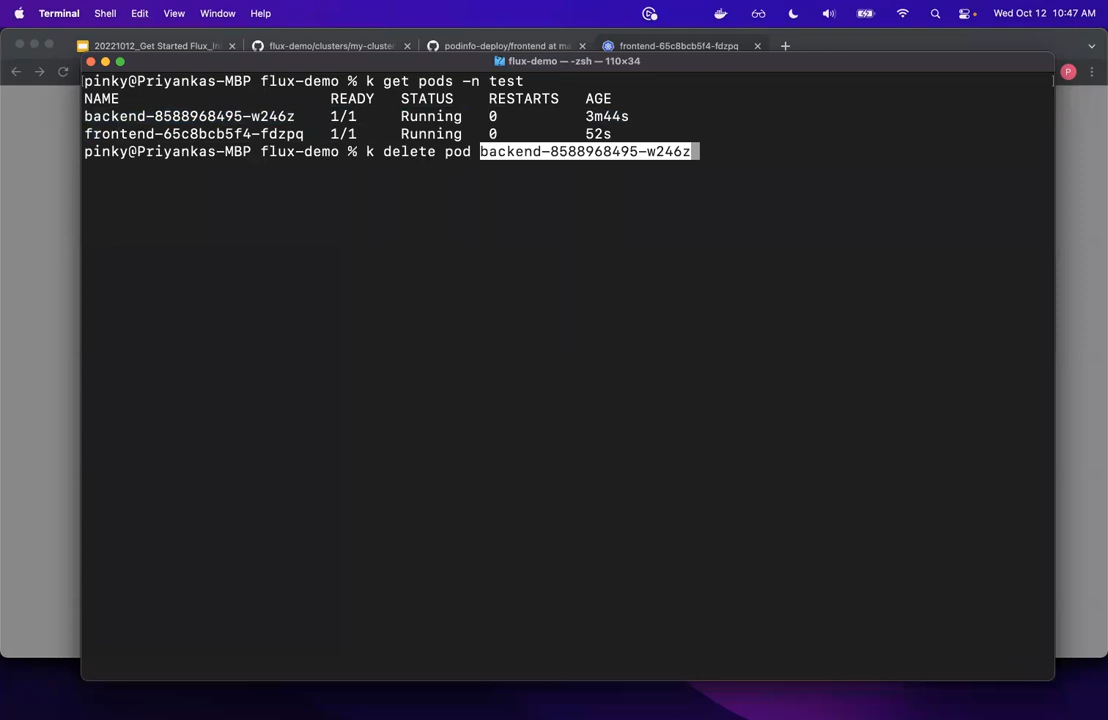 Terminal Shell Edit View Window Help Wed Oct 12 10:47 AM
20221012_Get Started Flux_In flux-demo/clusters/my-cluster podinfo-deploy/frontend at ma frontend-65c8bcb5f4-fdzpq
P
flux-demo — -zsh — 110×34
pinky@Priyankas-MBP flux-demo % k get pods -n test
NAME READY STATUS RESTARTS AGE
backend-8588968495-w246z 1/1 Running 0 3m44s
frontend-65c8bcb5f4-fdzpq 1/1 Running 0 52s
pinky@Priyankas-MBP flux-demo % k delete pod backend-8588968495-w246z